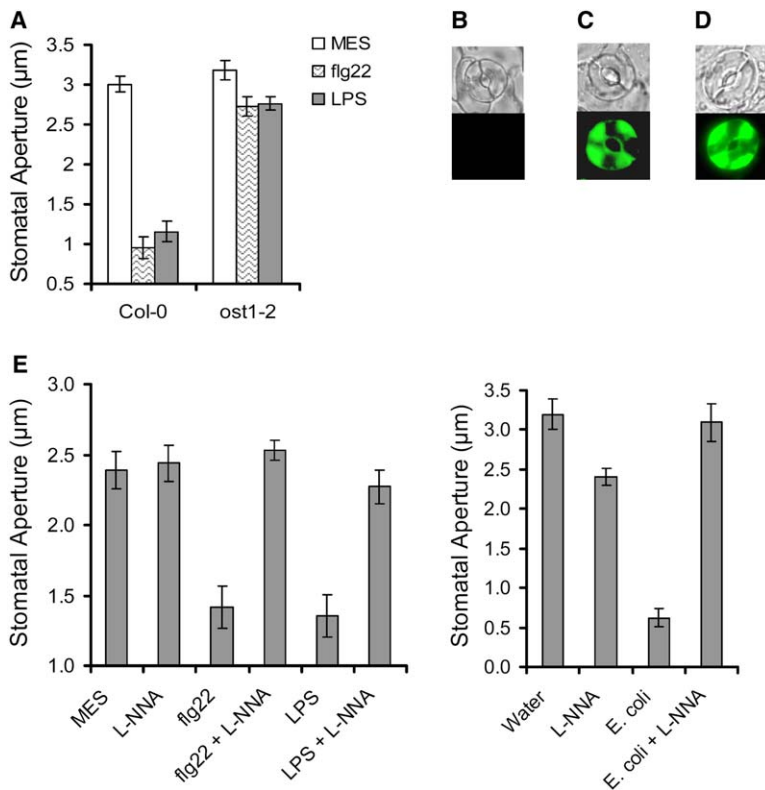 A
Stomatal Aperture (µm)
3.5
3
2.5
2
1.5
1
0.5
Col-0
ost1-2
MES
flg22
LPS
B
C
D
E
Stomatal Aperture (µm)
3.0
2.5
2.0
1.5
1.0
MES
L-NNA
flg22
flg22 + L-NNA
LPS
LPS + L-NNA
Stomatal Aperture (µm)
3.5
3.0
2.5
2.0
1.5
1.0
0.5
0.0
Water
L-NNA
E. coli
E. coli + L-NNA